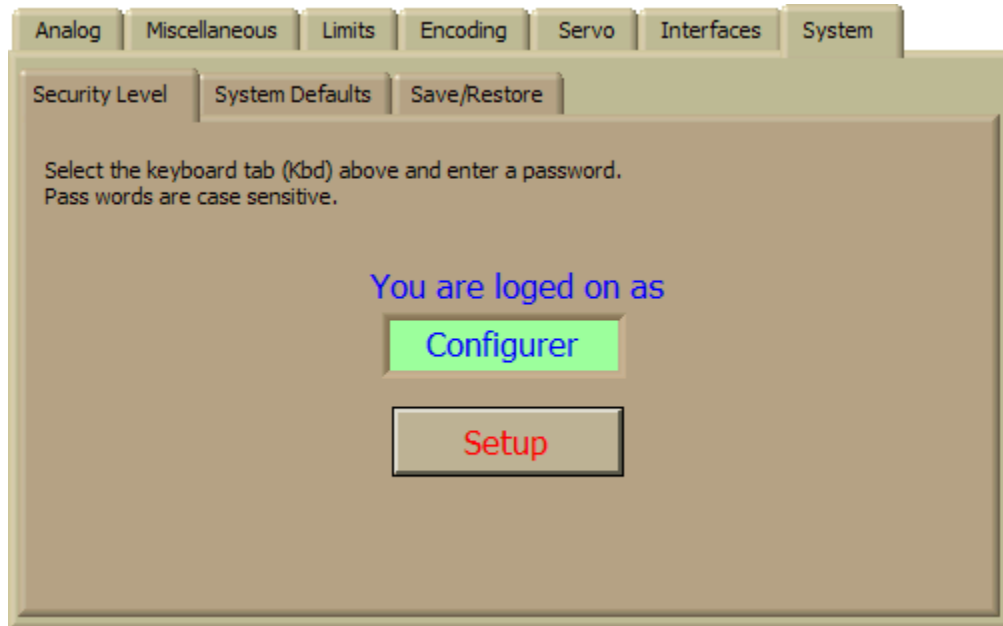 Analog Miscellaneous Limits Encoding Servo Interfaces System
Security Level System Defaults Save/Restore
Select the keyboard tab (Kbd) above and enter a password.
Pass words are case sensitive.
You are loged on as
Configurer
Setup